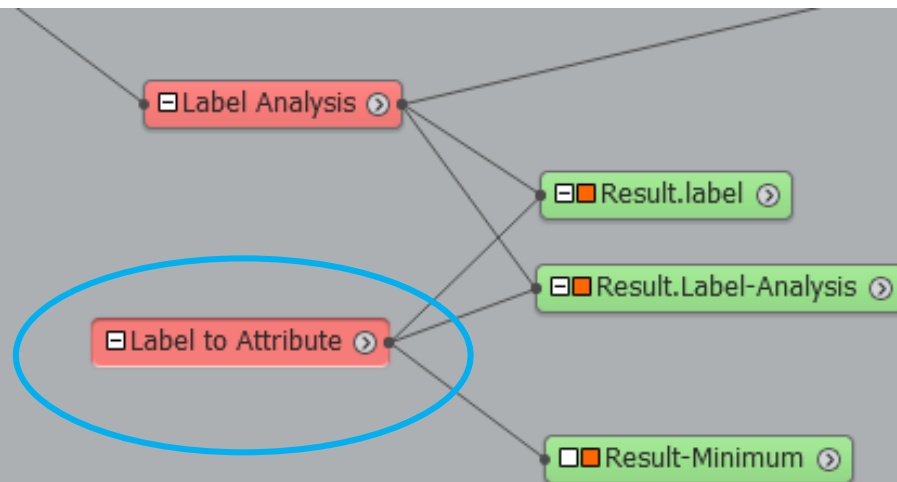 Label Analysis
Result.label
Result.Label-Analysis
Label to Attribute
Result-Minimum